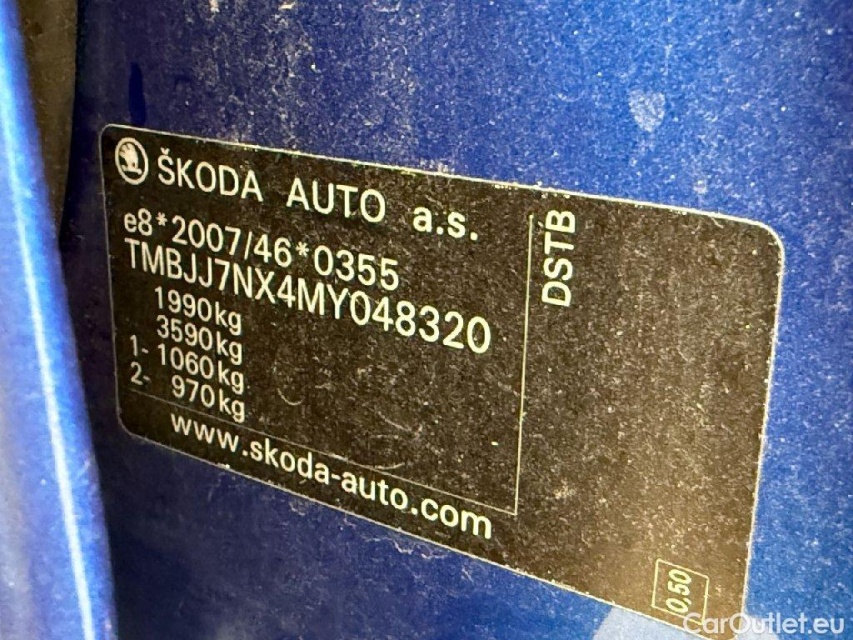 ŠKODA AUTO a.s.
e8*2007/46*0355
TMBJJ7NX4MY048320
1990kg
3590kg
1- 1060kg
2- 970kg
www.skoda-auto.com
DSTB
0.50
CarOutlet.eu